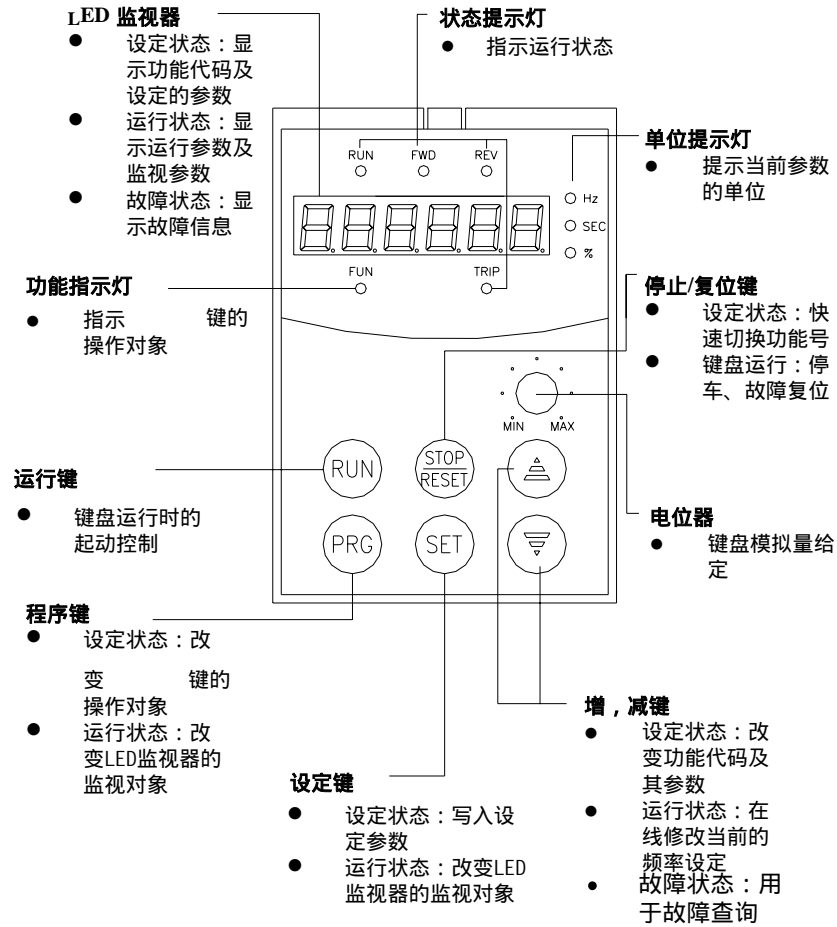 LED 监视器
● 设定状态：显
示功能代码及
设定的参数
● 运行状态：显
示运行参数及
监视参数
● 故障状态：显
示故障信息
状态提示灯
● 指示运行状态
单位提示灯
● 提示当前参数
的单位
RUN FWD REV
Hz
SEC
%
FUN TRIP
功能指示灯
● 指示 键的
操作对象
停止/复位键
● 设定状态：快
速切换功能号
● 键盘运行：停
车、故障复位
MIN MAX
RUN
STOP
RESET
PRG
SET
运行键
● 键盘运行时的
起动控制
电位器
● 键盘模拟量给
定
程序键
● 设定状态：改
变 键的
操作对象
● 运行状态：改
变LED监视器的
监视对象
设定键
● 设定状态：写入设
定参数
● 运行状态：改变LED
监视器的监视对象
增，减键
● 设定状态：改
变功能代码及
其参数
● 运行状态：在
线修改当前的
频率设定
● 故障状态：用
于故障查询